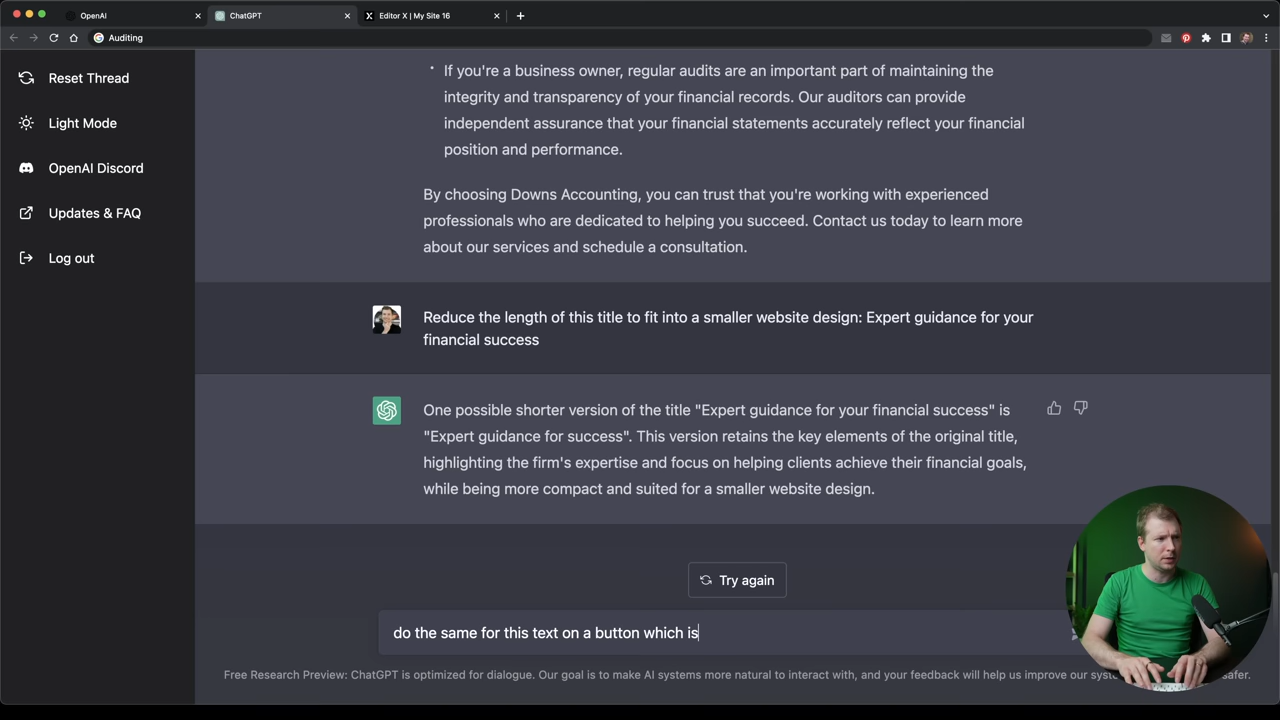 OpenAI
ChatGPT
Editor X | My Site 16
Auditing
Reset Thread
Light Mode
OpenAI Discord
Updates & FAQ
Log out
• If you're a business owner, regular audits are an important part of maintaining the
integrity and transparency of your financial records. Our auditors can provide
independent assurance that your financial statements accurately reflect your financial
position and performance.
By choosing Downs Accounting, you can trust that you're working with experienced
professionals who are dedicated to helping you succeed. Contact us today to learn more
about our services and schedule a consultation.
Reduce the length of this title to fit into a smaller website design: Expert guidance for your
financial success
One possible shorter version of the title "Expert guidance for your financial success" is
"Expert guidance for success". This version retains the key elements of the original title,
highlighting the firm's expertise and focus on helping clients achieve their financial goals,
while being more compact and suited for a smaller website design.
Try again
do the same for this text on a button which is
Free Research Preview: ChatGPT is optimized for dialogue. Our goal is to make AI systems more natural to interact with, and your feedback will help us improve our safer.